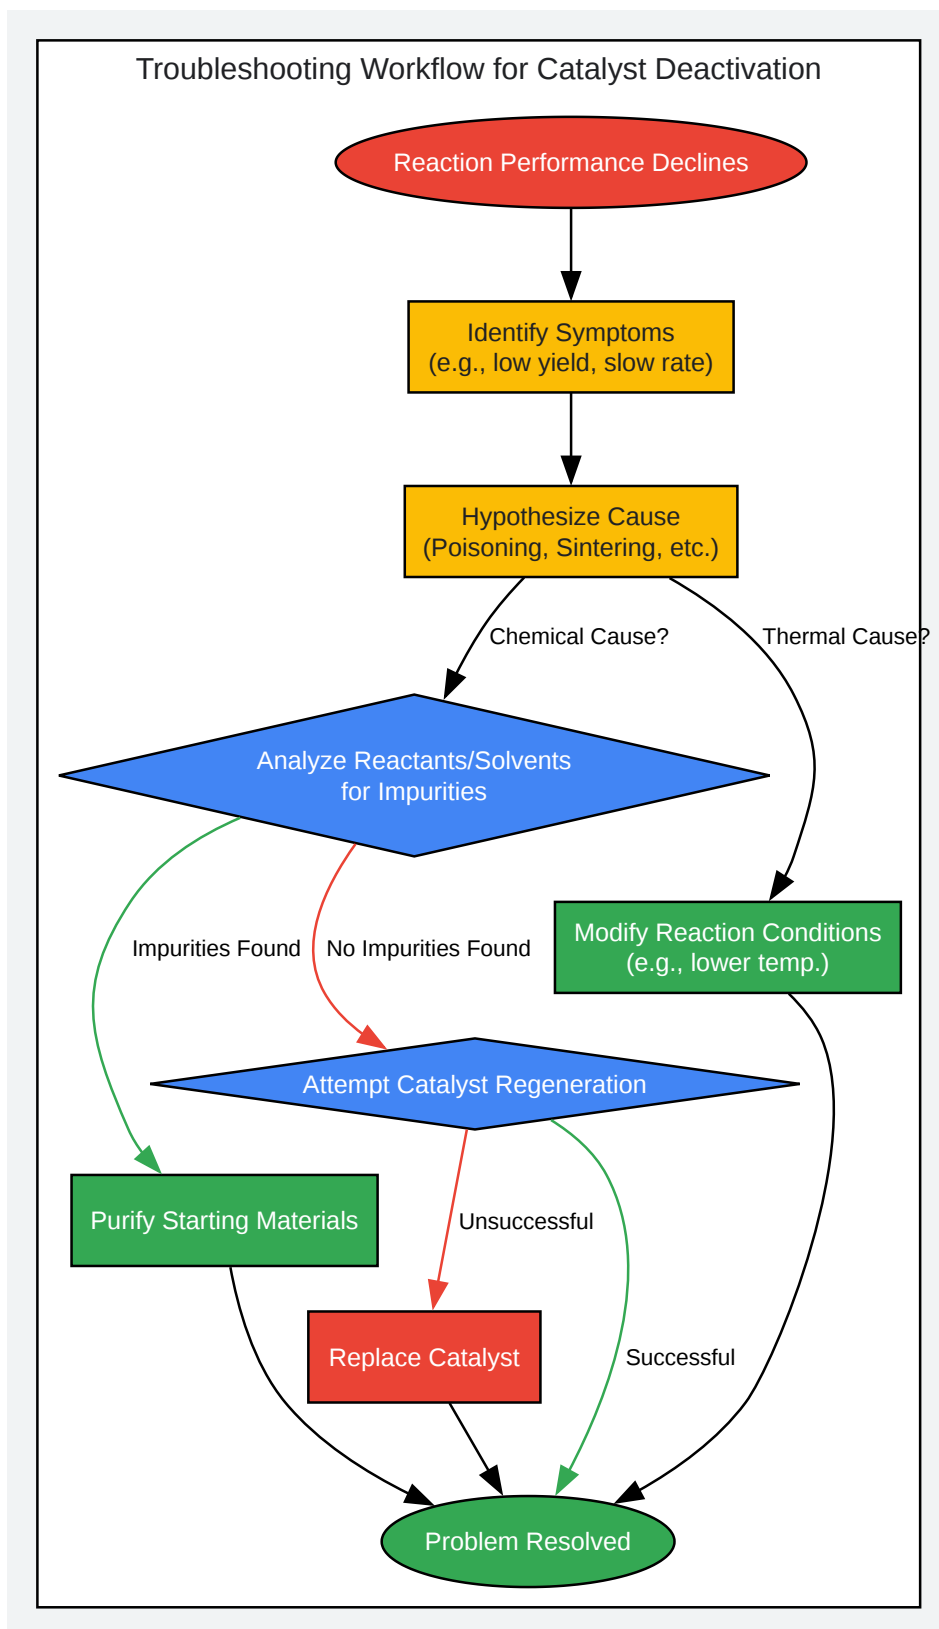 Troubleshooting Workflow for Catalyst Deactivation
Reaction Performance Declines
Identify Symptoms
(e.g., low yield, slow rate)
Hypothesize Cause
(Poisoning, Sintering, etc.)
Chemical Cause?
Thermal Cause?
Analyze Reactants/Solvents
for Impurities
Impurities Found
No Impurities Found
Modify Reaction Conditions
(e.g., lower temp.)
Attempt Catalyst Regeneration
Purify Starting Materials
Unsuccessful
Replace Catalyst
Successful
Problem Resolved